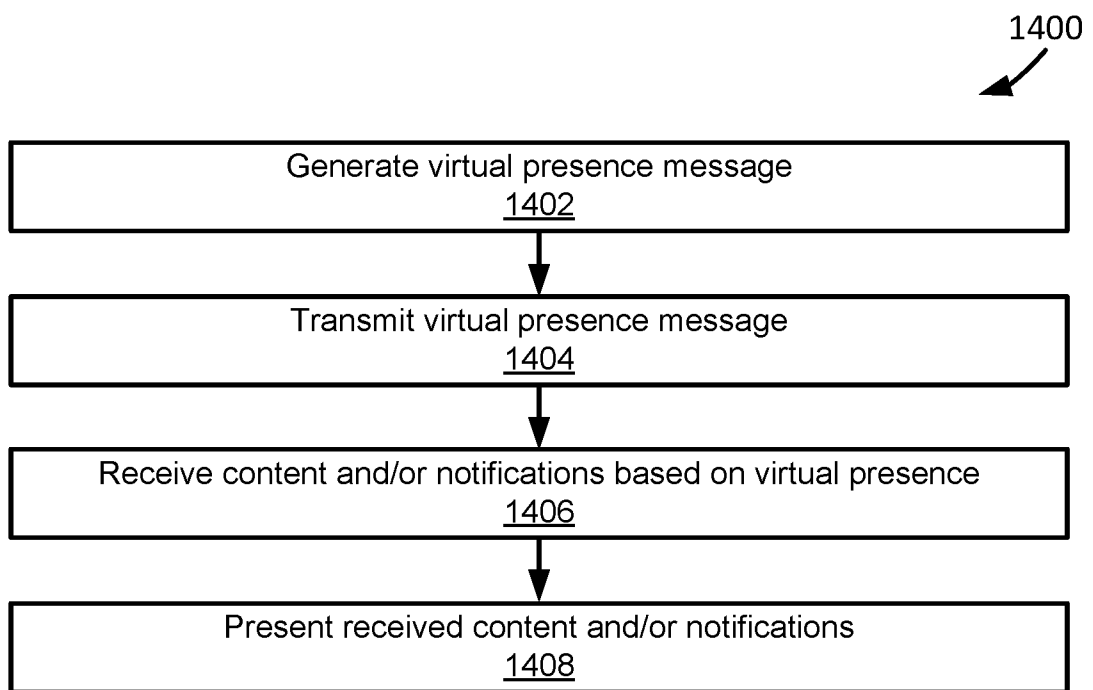 1400
Generate virtual presence message
1402
Transmit virtual presence message
1404
Receive content and/or notifications based on virtual presence
1406
Present received content and/or notifications
1408